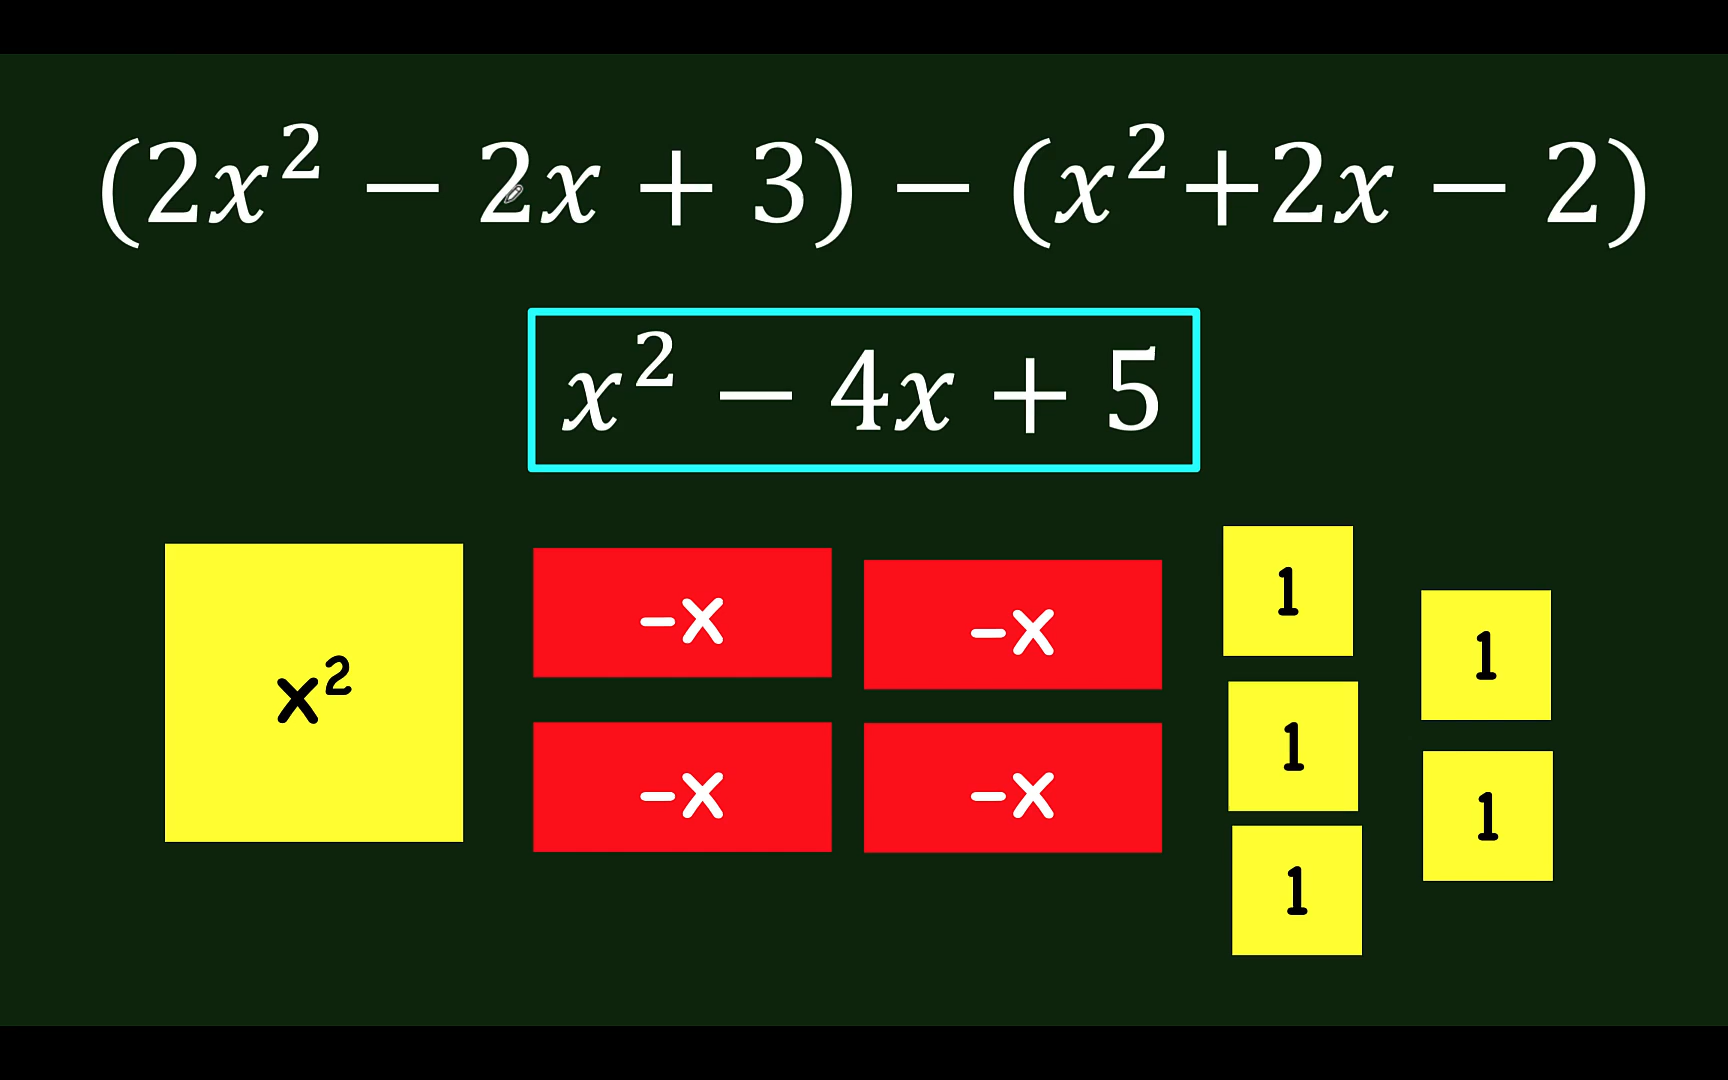 (2x² − 2x + 3) − (x²+2x − 2)
x² − 4x + 5
x²
−x −x
−x −x
1
1
1
1
1